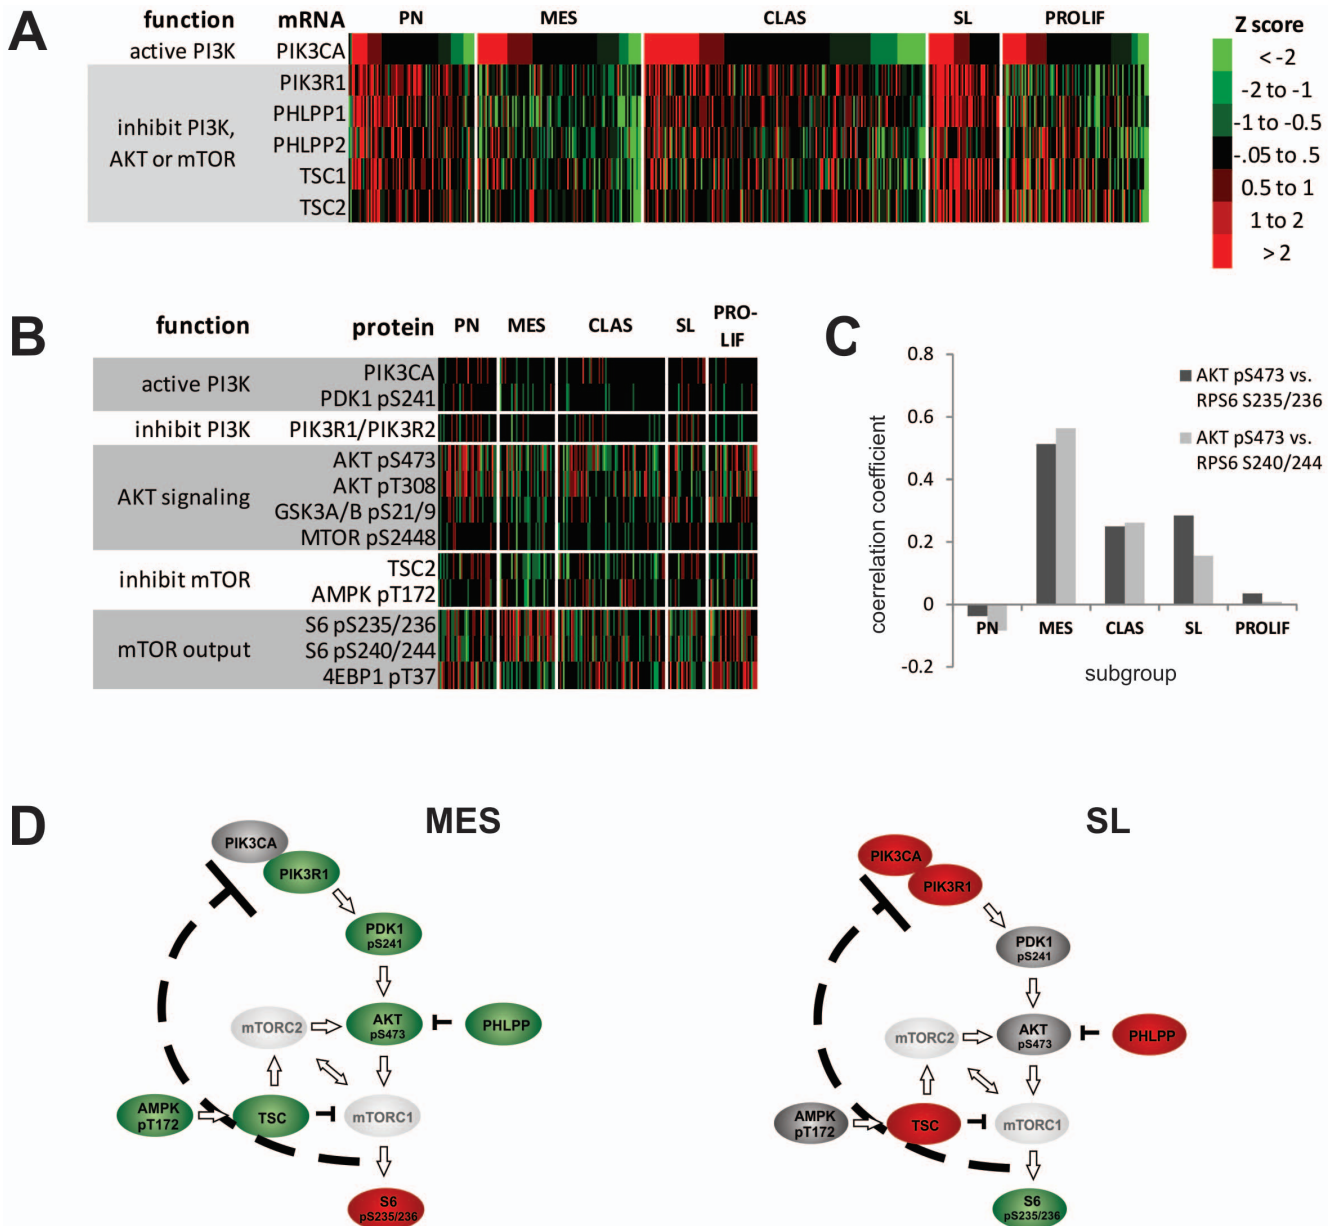 A
function mRNA PN MES CLAS SL PROLIF
active PI3K PIK3CA
inhibit PI3K,
AKT or mTOR
PIK3R1
PHLPP1
PHLPP2
TSC1
TSC2
Z score
< -2
-2 to -1
-1 to -0.5
-.05 to .5
0.5 to 1
1 to 2
> 2
B
function protein PN MES CLAS SL PRO-
LIF
active PI3K
PIK3CA
PDK1 pS241
inhibit PI3K PIK3R1/PIK3R2
AKT signaling
AKT pS473
AKT pT308
GSK3A/B pS21/9
MTOR pS2448
inhibit mTOR
TSC2
AMPK pT172
mTOR output
S6 pS235/236
S6 pS240/244
4EBP1 pT37
C
coerrelation coefficient
0.8
0.6
0.4
0.2
0
-0.2
AKT pS473 vs.
RPS6 S235/236
AKT pS473 vs.
RPS6 S240/244
PN MES CLAS SL PROLIF
subgroup
D
MES
PIK3CA
PIK3R1
PDK1
pS241
mTORC2
AKT
pS473
PHLPP
AMPK
pT172
TSC
mTORC1
S6
pS235/236
SL
PIK3CA
PIK3R1
PDK1
pS241
mTORC2
AKT
pS473
PHLPP
AMPK
pT172
TSC
mTORC1
S6
pS235/236